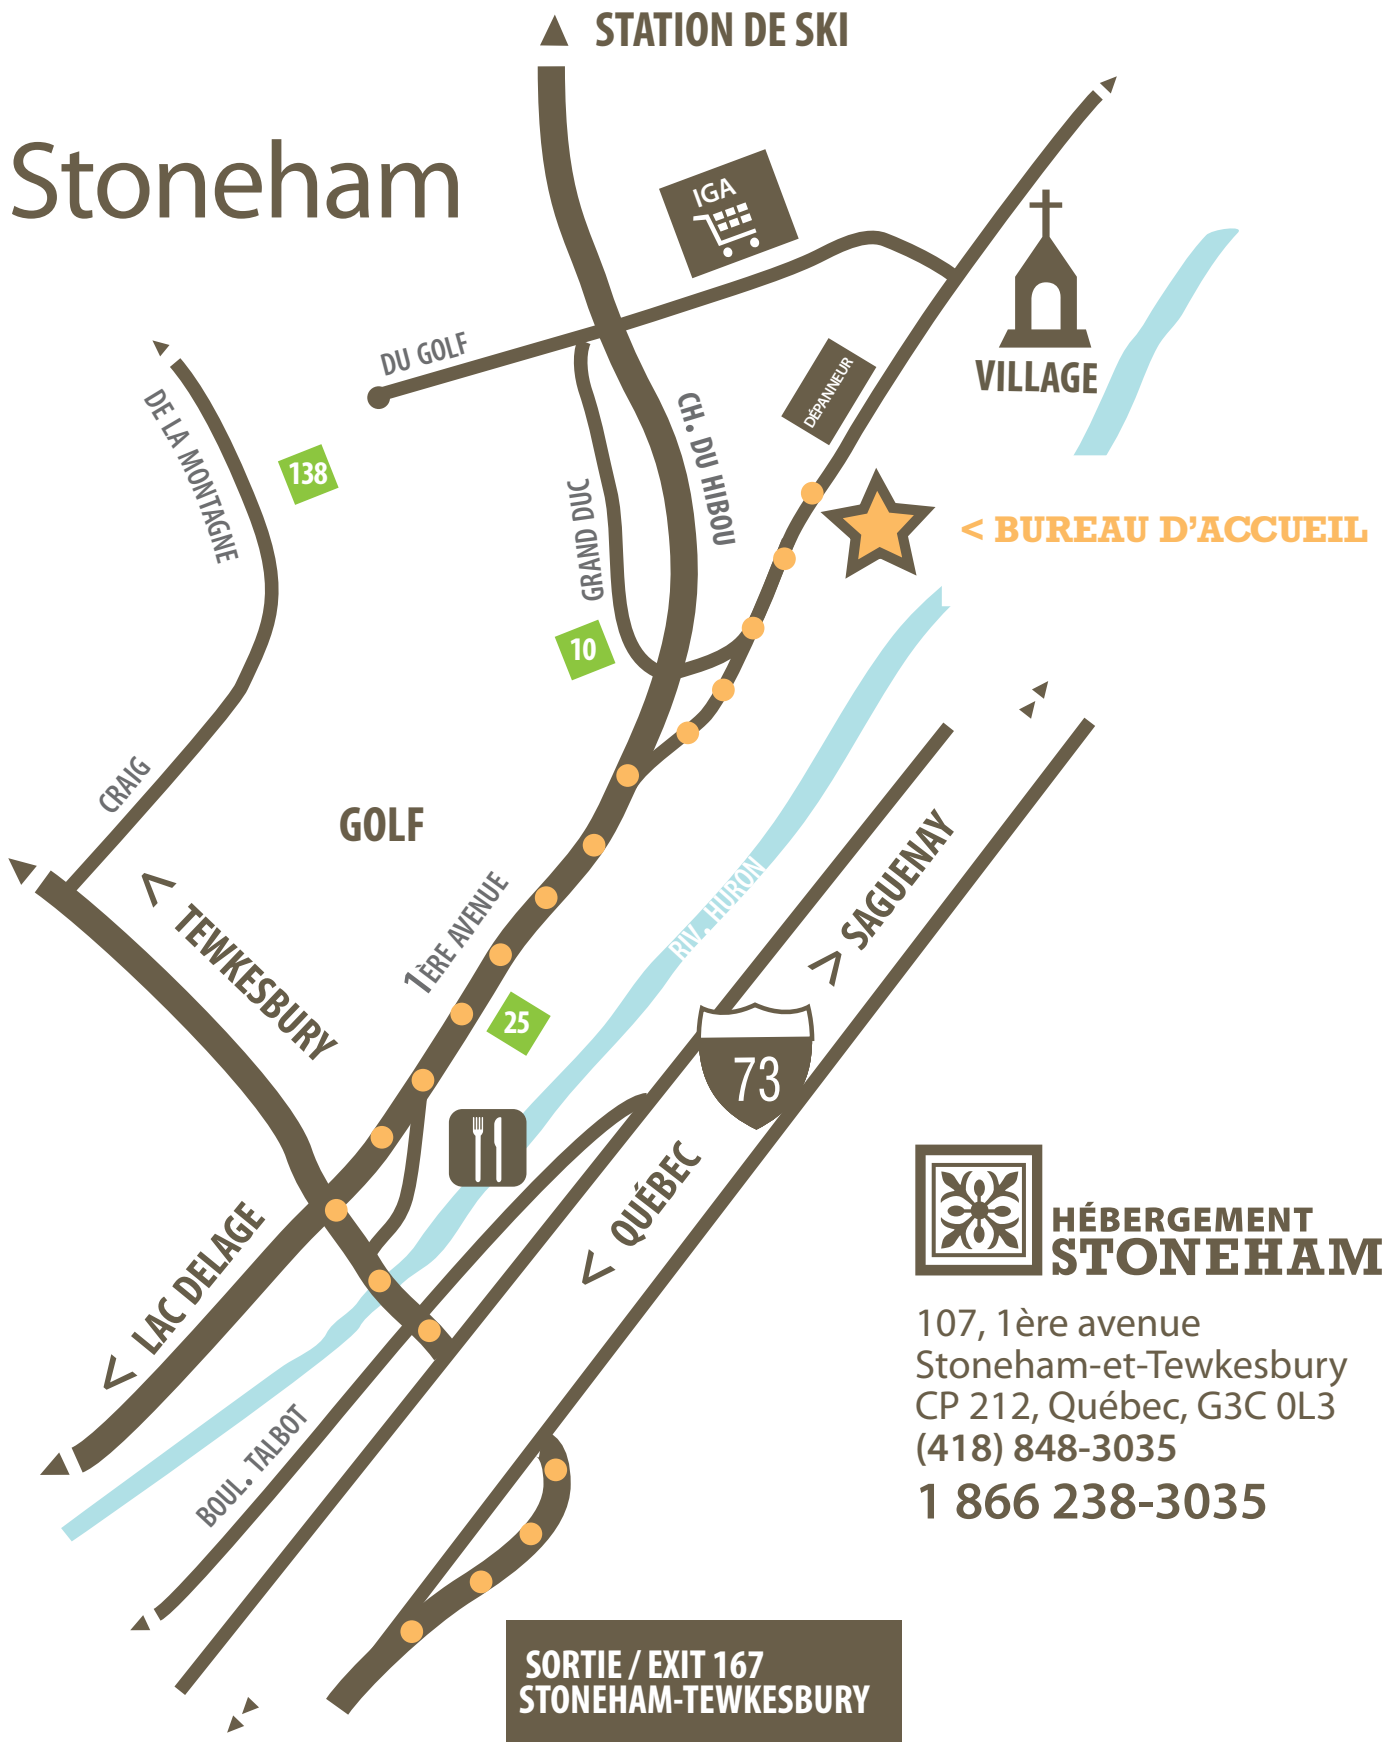 STATION DE SKI
Stoneham
IGA
DU GOLF
VILLAGE
DÉPANNEUR
DE LA MONTAGNE
138
CH. DU HIBOU
GRAND DUC
< BUREAU D’ACCUEIL
10
CRAIG
GOLF
< TEWKESBURY
1ÈRE AVENUE
RIV. HURON
> SAGUENAY
25
73
< QUÉBEC
< LAC DELAGE
BOUL. TALBOT
HÉBERGEMENT
STONEHAM
107, 1ère avenue
Stoneham-et-Tewkesbury
CP 212, Québec, G3C 0L3
(418) 848-3035
1 866 238-3035
SORTIE / EXIT 167
STONEHAM-TEWKESBURY